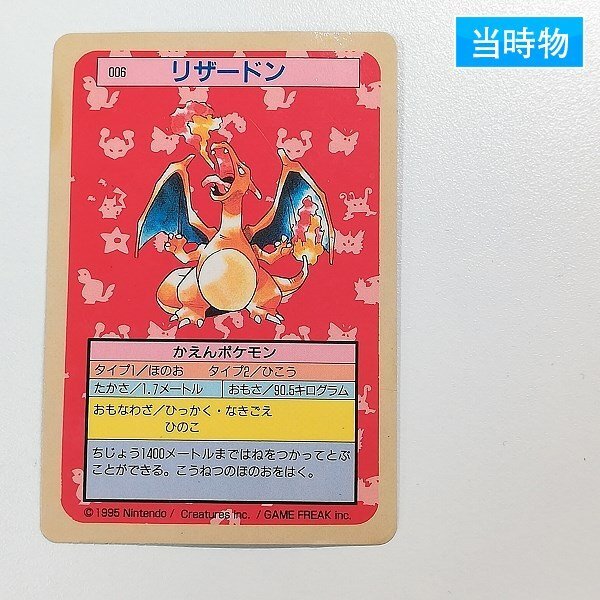 当時物
006 リザードン
かえんポケモン
タイプ1/ほのお タイプ2/ひこう
たかさ/1.7メートル おもさ/90.5キログラム
おもなわざ/ひっかく・なきごえ
ひのこ
ちじょう1400メートルまではねをつかってとぶ
ことができる。こうねつのほのおをはく。
©1995 Nintendo / Creatures inc. / GAME FREAK inc.